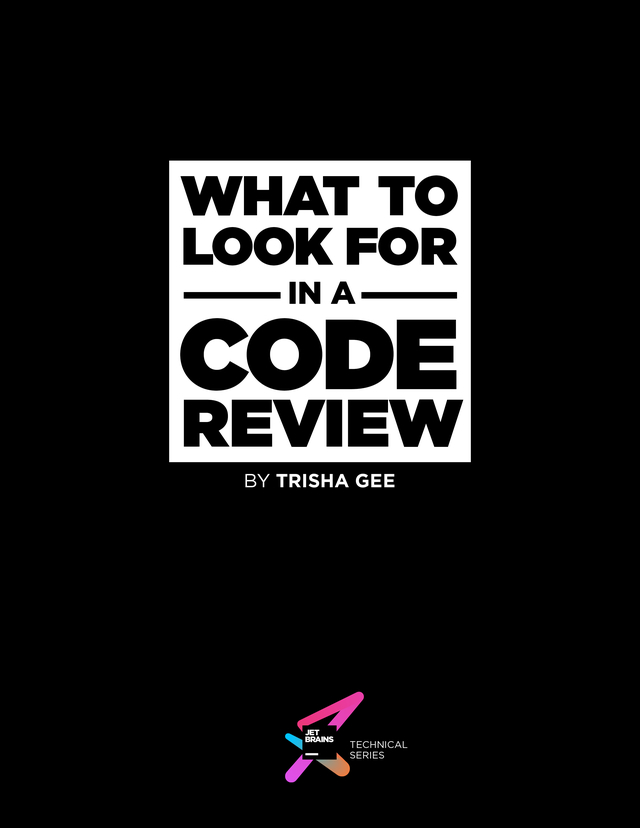 WHAT TO
LOOK FOR
IN A
CODE
REVIEW
BY TRISHA GEE
JET
BRAINS
TECHNICAL
SERIES